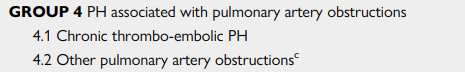 GROUP 4 PH associated with pulmonary artery obstructions
4.1 Chronic thrombo-embolic PH
4.2 Other pulmonary artery obstructionsᶜ